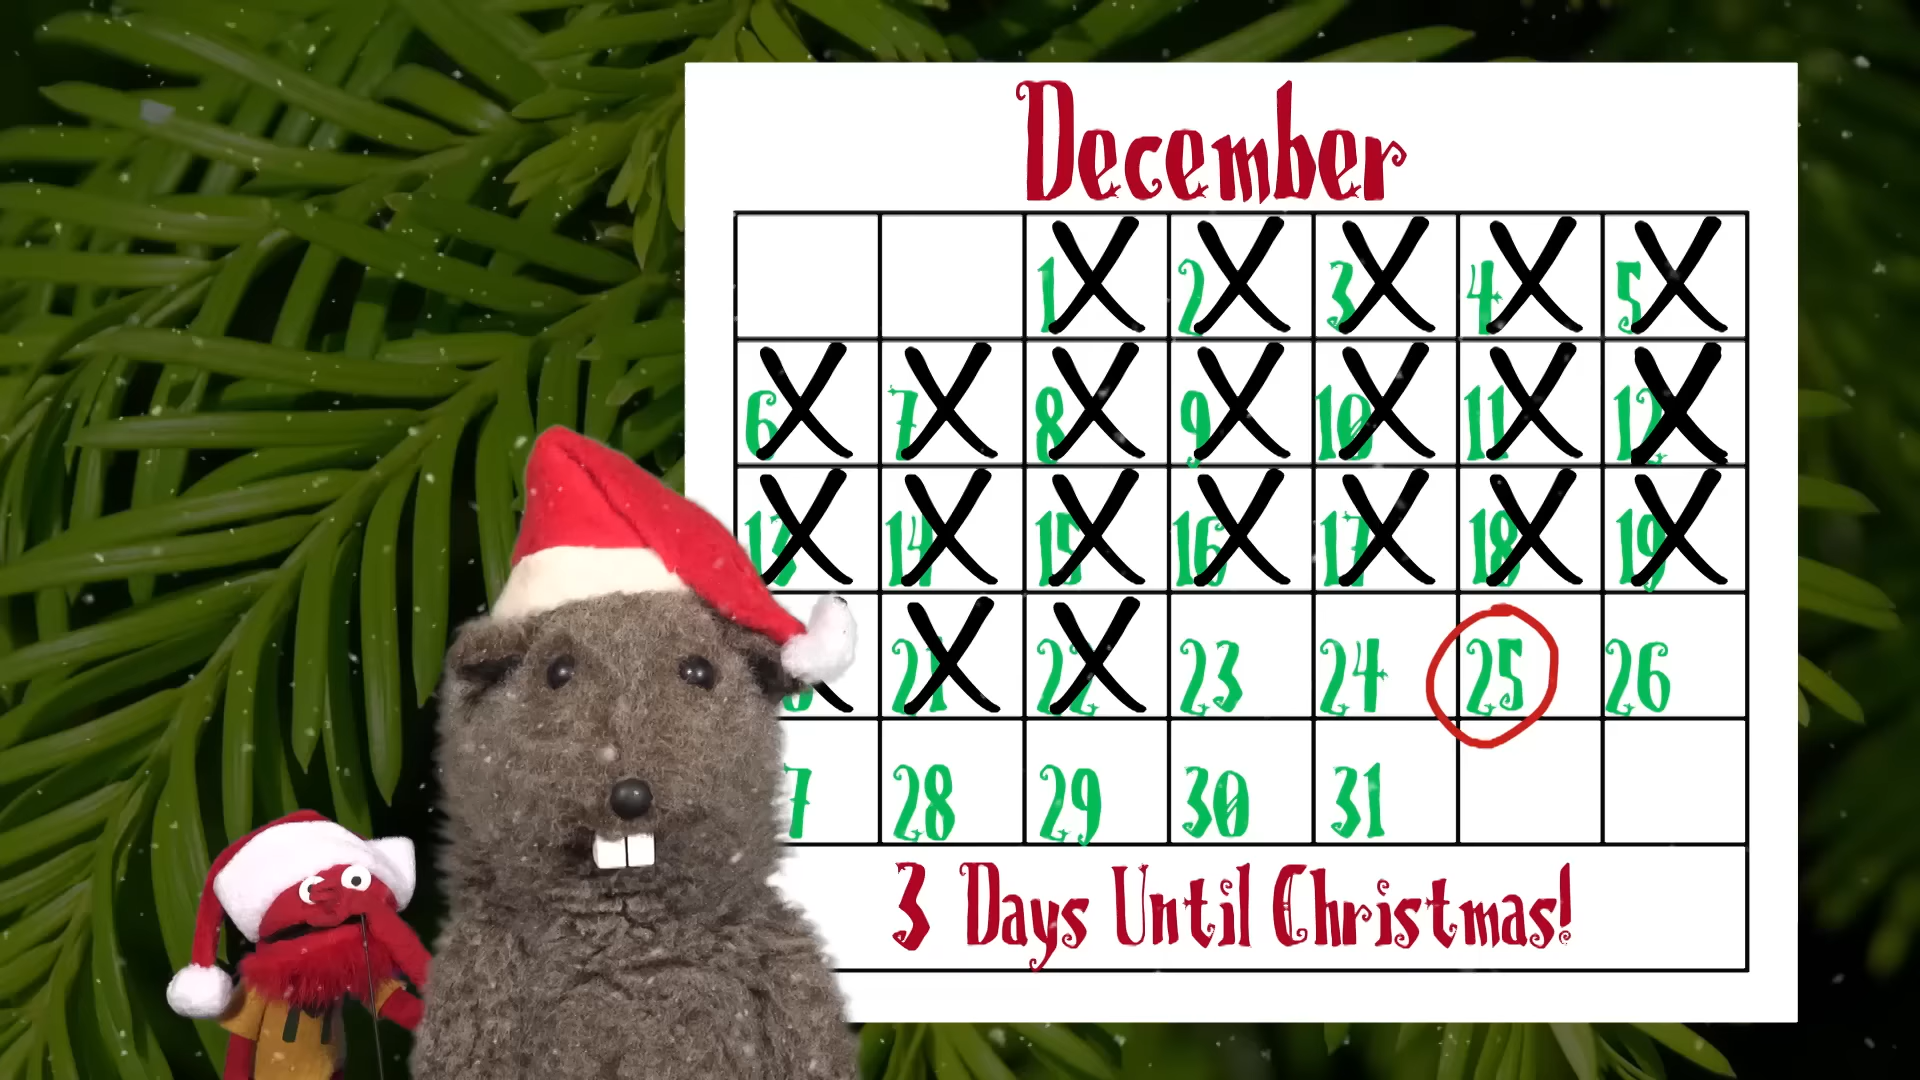 December
1 2 3 4 5
6 7 8 9 10 11 12
13 14 15 16 17 18 19
21 22 23 24 25 26
7 28 29 30 31
3 Days Until Christmas!